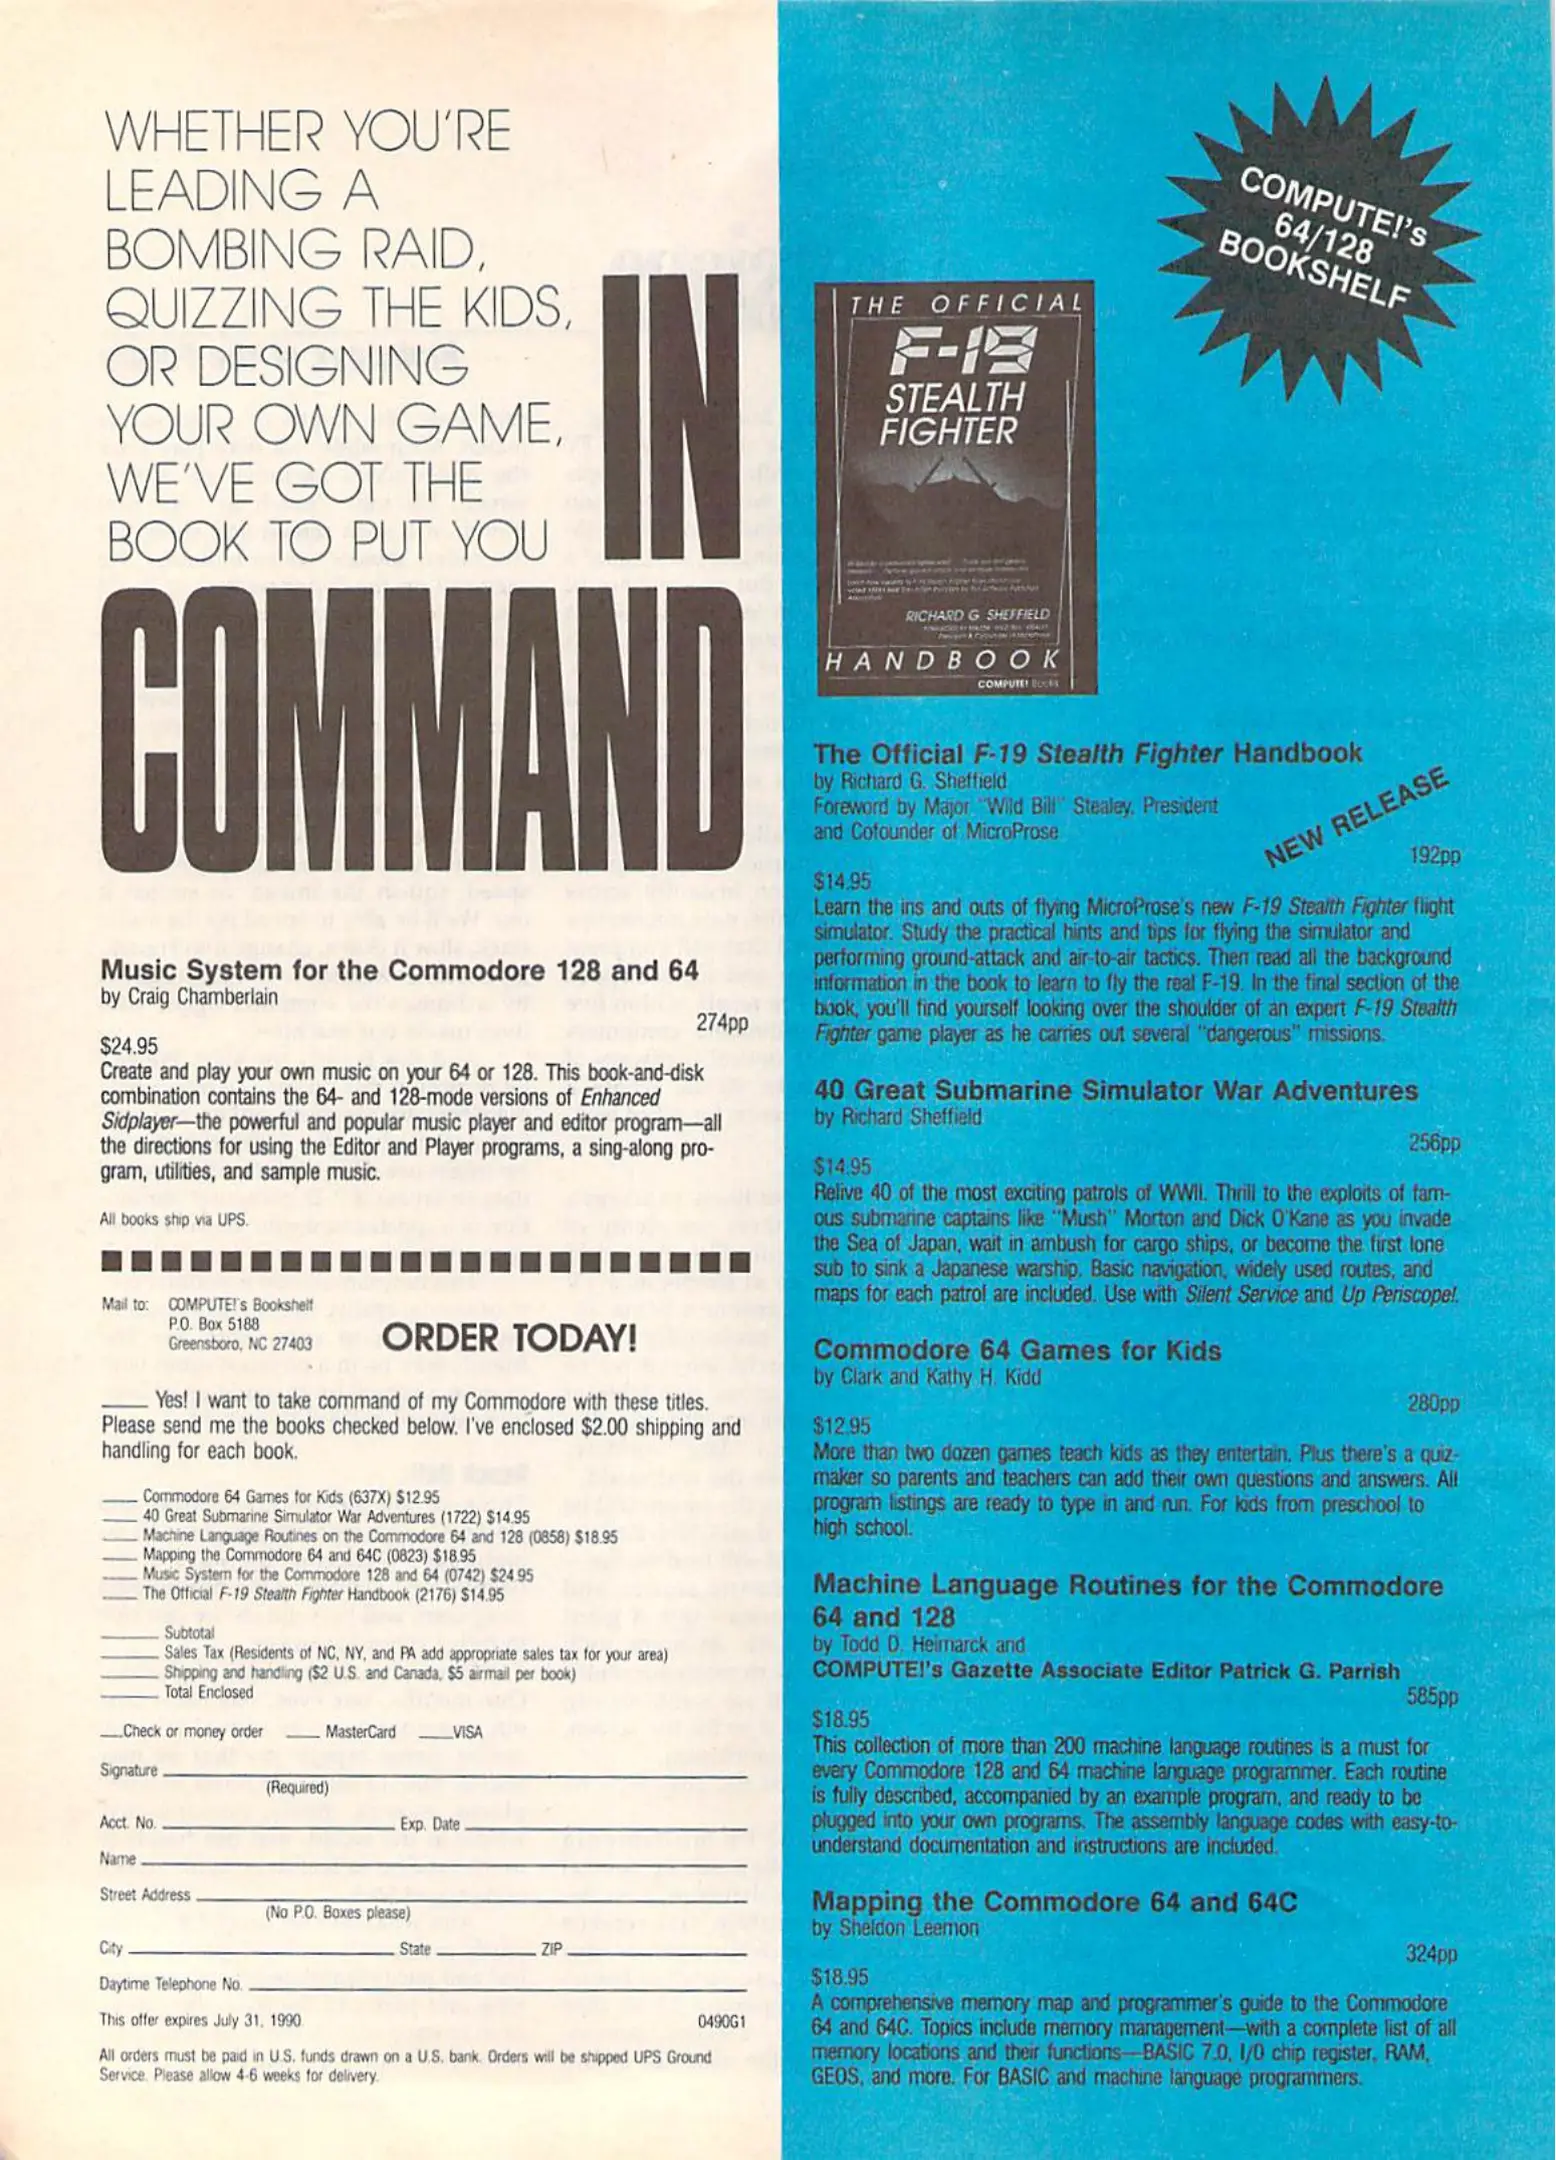 WHETHER YOU'RE
LEADING A
BOMBING RAID,
QUIZZING THE KIDS,
OR DESIGNING
YOUR OWN GAME,
WE'VE GOT THE
BOOK TO PUT YOU
IN
COMMAND
Music System for the Commodore 128 and 64
by Craig Chamberlain
274pp
$24.95
Create and play your own music on your 64 or 128. This book-and-disk
combination contains the 64- and 128-mode versions of Enhanced
Sidplayer—the powerful and popular music player and editor program—all
the directions for using the Editor and Player programs, a sing-along pro-
gram, utilities, and sample music.
All books ship via UPS.
Mail to: COMPUTE!'s Bookshelf
P.O. Box 5188
Greensboro, NC 27403
ORDER TODAY!
____ Yes! I want to take command of my Commodore with these titles.
Please send me the books checked below. I've enclosed $2.00 shipping and
handling for each book.
____ Commodore 64 Games for Kids (637X) $12.95
____ 40 Great Submarine Simulator War Adventures (1722) $14.95
____ Machine Language Routines on the Commodore 64 and 128 (0858) $18.95
____ Mapping the Commodore 64 and 64C (0823) $18.95
____ Music System for the Commodore 128 and 64 (0742) $24.95
____ The Official F-19 Stealth Fighter Handbook (2176) $14.95
____ Subtotal
____ Sales Tax (Residents of NC, NY, and PA add appropriate sales tax for your area)
____ Shipping and handling ($2 U.S. and Canada, $5 airmail per book)
____ Total Enclosed
____Check or money order ____ MasterCard ____VISA
Signature ____
(Required)
Acct. No. ____ Exp. Date ____
Name ____
Street Address ____
(No P.O. Boxes please)
City ____ State ____ ZIP ____
Daytime Telephone No. ____
This offer expires July 31, 1990. 0490G1
All orders must be paid in U.S. funds drawn on a U.S. bank. Orders will be shipped UPS Ground
Service. Please allow 4-6 weeks for delivery.
COMPUTE!'s
64/128
BOOKSHELF
THE OFFICIAL
F-19
STEALTH
FIGHTER
RICHARD G. SHEFFIELD
HANDBOOK
COMPUTE! Books
The Official F-19 Stealth Fighter Handbook
by Richard G. Sheffield
Foreword by Major "Wild Bill" Stealey, President
and Cofounder of MicroProse
NEW RELEASE
192pp
$14.95
Learn the ins and outs of flying MicroProse's new F-19 Stealth Fighter flight
simulator. Study the practical hints and tips for flying the simulator and
performing ground-attack and air-to-air tactics. Then read all the background
information in the book to learn to fly the real F-19. In the final section of the
book, you'll find yourself looking over the shoulder of an expert F-19 Stealth
Fighter game player as he carries out several "dangerous" missions.
40 Great Submarine Simulator War Adventures
by Richard Sheffield
256pp
$14.95
Relive 40 of the most exciting patrols of WWII. Thrill to the exploits of fam-
ous submarine captains like "Mush" Morton and Dick O'Kane as you invade
the Sea of Japan, wait in ambush for cargo ships, or become the first lone
sub to sink a Japanese warship. Basic navigation, widely used routes, and
maps for each patrol are included. Use with Silent Service and Up Periscope!.
Commodore 64 Games for Kids
by Clark and Kathy H. Kidd
280pp
$12.95
More than two dozen games teach kids as they entertain. Plus there's a quiz-
maker so parents and teachers can add their own questions and answers. All
program listings are ready to type in and run. For kids from preschool to
high school.
Machine Language Routines for the Commodore
64 and 128
by Todd D. Heimarck and
COMPUTE!'s Gazette Associate Editor Patrick G. Parrish
585pp
$18.95
This collection of more than 200 machine language routines is a must for
every Commodore 128 and 64 machine language programmer. Each routine
is fully described, accompanied by an example program, and ready to be
plugged into your own programs. The assembly language codes with easy-to-
understand documentation and instructions are included.
Mapping the Commodore 64 and 64C
by Sheldon Leemon
324pp
$18.95
A comprehensive memory map and programmer's guide to the Commodore
64 and 64C. Topics include memory management—with a complete list of all
memory locations and their functions—BASIC 7.0, I/O chip register, RAM,
GEOS, and more. For BASIC and machine language programmers.